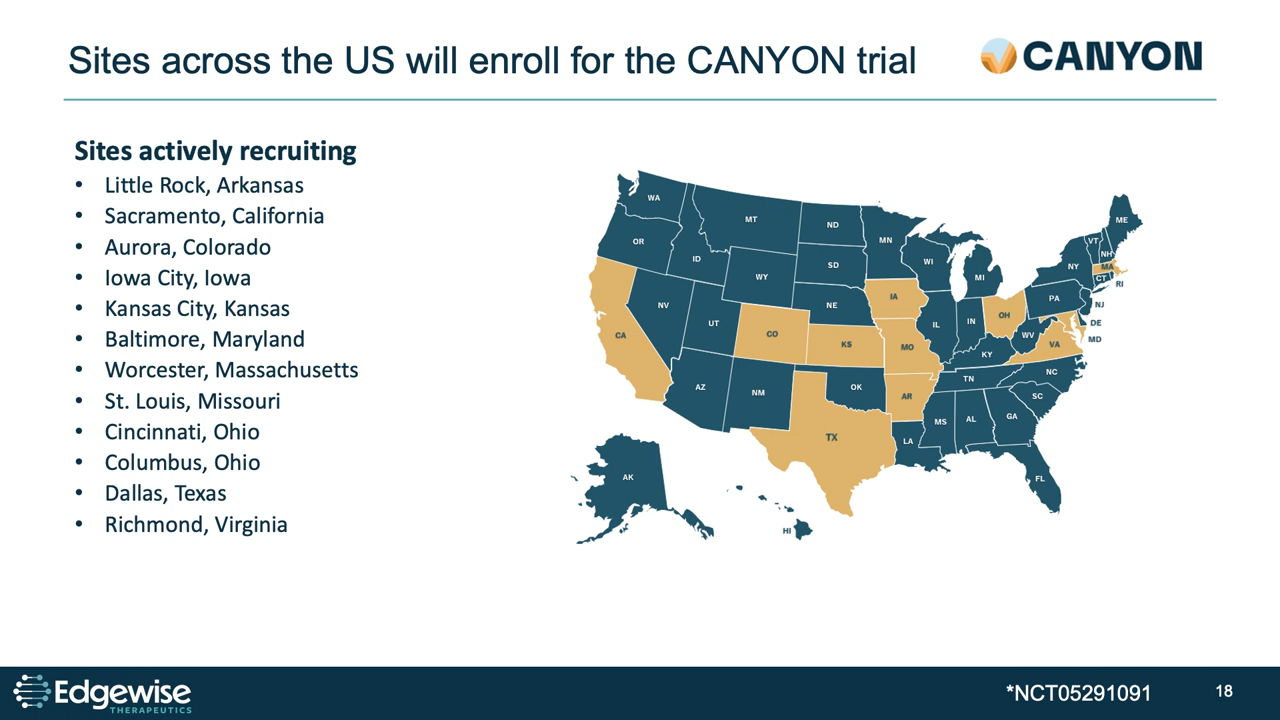 Sites across the US will enroll for the CANYON trial
CANYON
Sites actively recruiting
• Little Rock, Arkansas
• Sacramento, California
• Aurora, Colorado
• Iowa City, Iowa
• Kansas City, Kansas
• Baltimore, Maryland
• Worcester, Massachusetts
• St. Louis, Missouri
• Cincinnati, Ohio
• Columbus, Ohio
• Dallas, Texas
• Richmond, Virginia
WA
MT
ND
MN
OR
ID
SD
WI
MI
NY
VT
NH
ME
MA
CT
RI
WY
NE
IA
PA
NJ
NV
UT
CO
KS
MO
IL
IN
OH
WV
VA
DE
MD
CA
KY
AZ
NM
OK
AR
TN
NC
SC
TX
LA
MS
AL
GA
FL
AK
HI
Edgewise
THERAPEUTICS
*NCT05291091
18